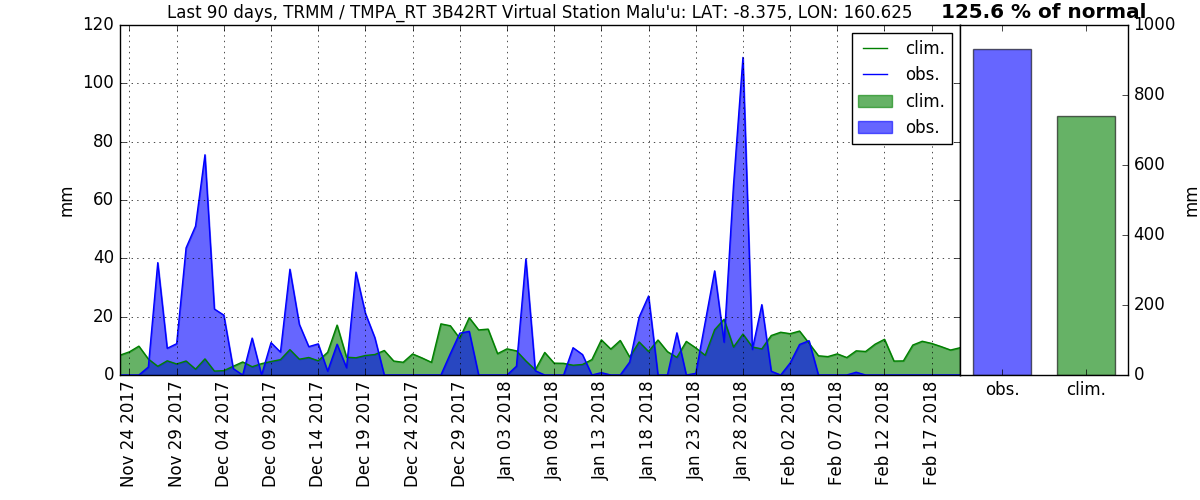 Last 90 days, TRMM / TMPA_RT 3B42RT Virtual Station Malu'u: LAT: -8.375, LON: 160.625
125.6 % of normal
120
100
80
60
40
20
0
mm
clim.
obs.
clim.
obs.
1000
800
600
400
200
0
mm
Nov 24 2017
Nov 29 2017
Dec 04 2017
Dec 09 2017
Dec 14 2017
Dec 19 2017
Dec 24 2017
Dec 29 2017
Jan 03 2018
Jan 08 2018
Jan 13 2018
Jan 18 2018
Jan 23 2018
Jan 28 2018
Feb 02 2018
Feb 07 2018
Feb 12 2018
Feb 17 2018
obs.
clim.